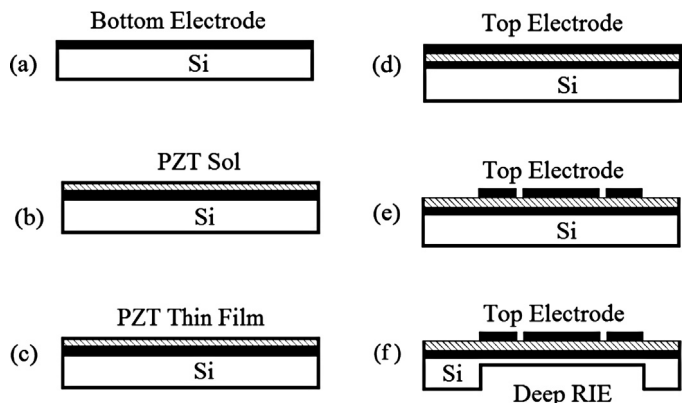 Bottom Electrode
(a)
Si
PZT Sol
(b)
Si
PZT Thin Film
(c)
Si
Top Electrode
(d)
Si
Top Electrode
(e)
Si
Top Electrode
(f)
Si
Deep RIE